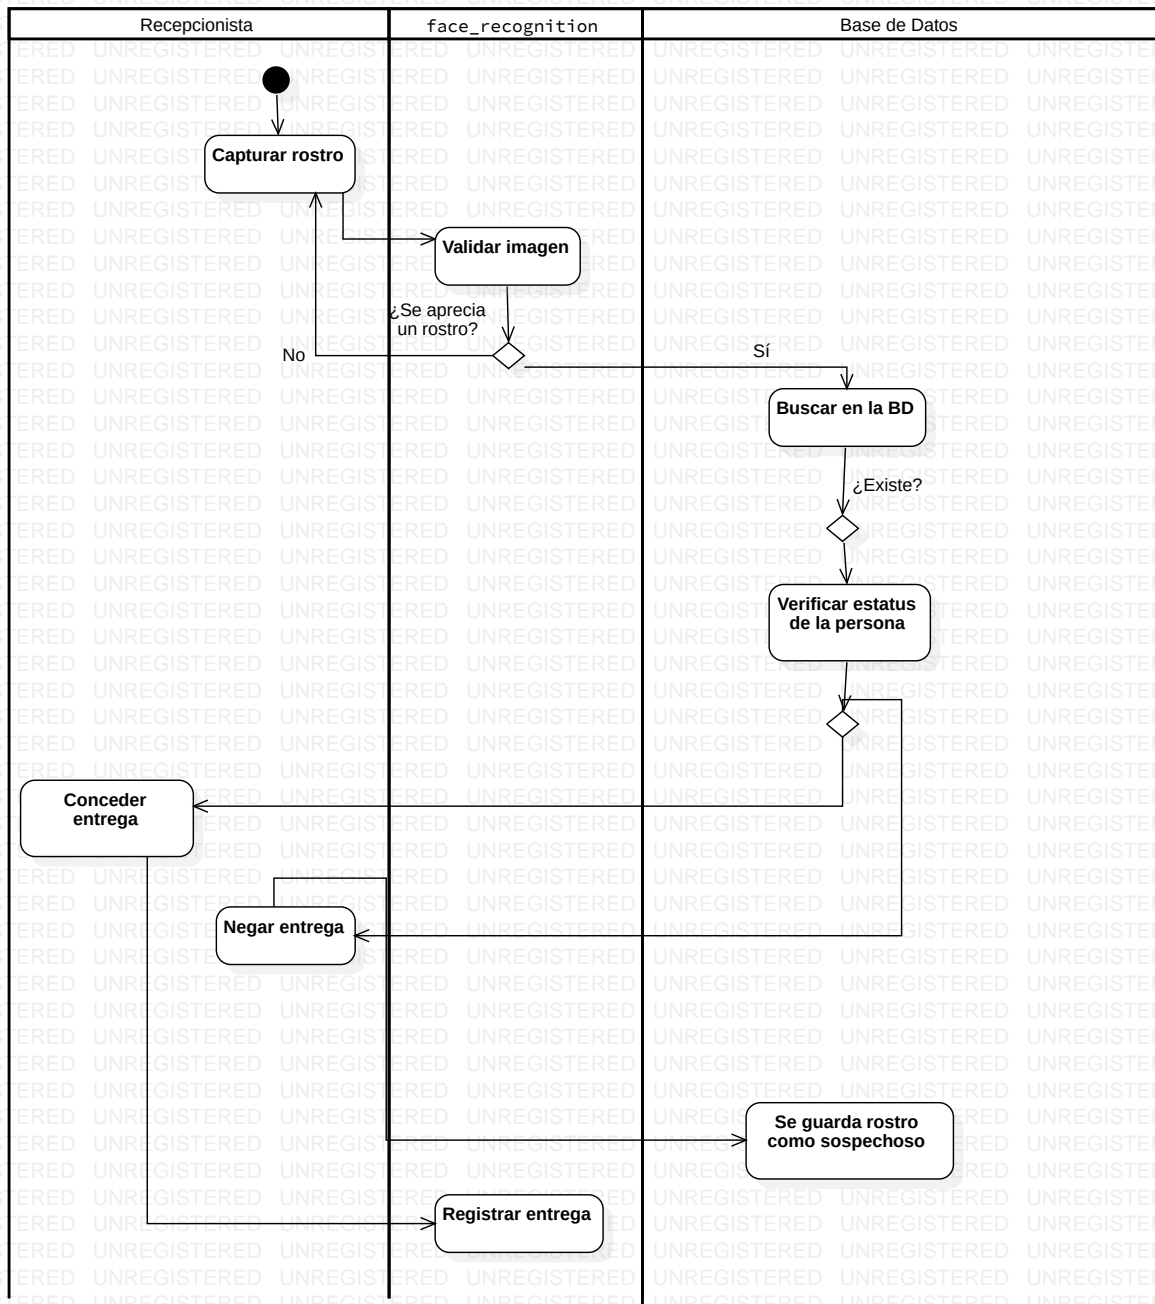 Recepcionista
face_recognition
Base de Datos
Capturar rostro
Validar imagen
¿Se aprecia
un rostro?
No
Sí
Buscar en la BD
¿Existe?
Verificar estatus
de la persona
Conceder
entrega
Negar entrega
Se guarda rostro
como sospechoso
Registrar entrega
UNREGISTERED